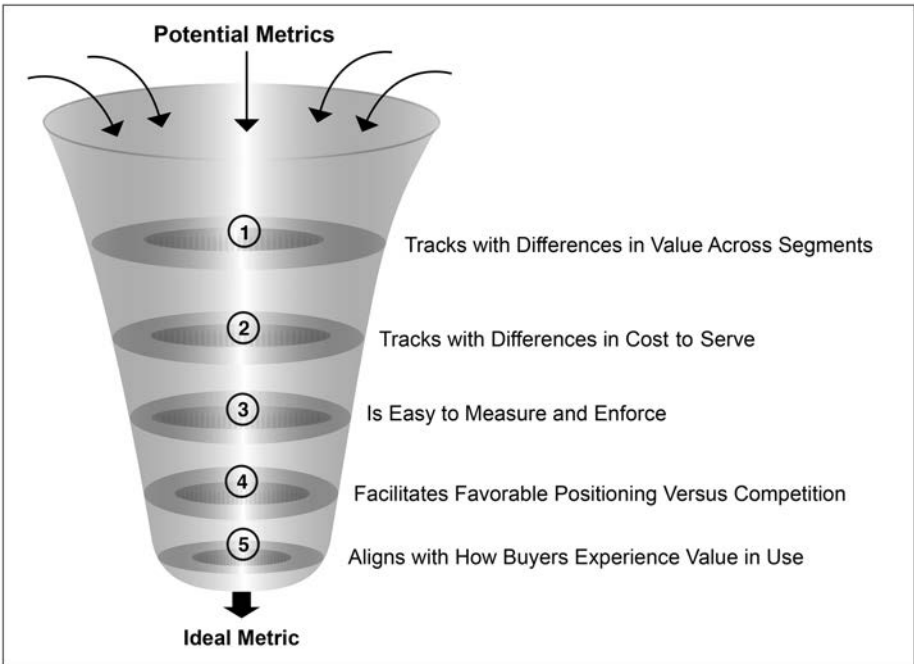 Potential Metrics
1
Tracks with Differences in Value Across Segments
2
Tracks with Differences in Cost to Serve
3
Is Easy to Measure and Enforce
4
Facilitates Favorable Positioning Versus Competition
5
Aligns with How Buyers Experience Value in Use
Ideal Metric